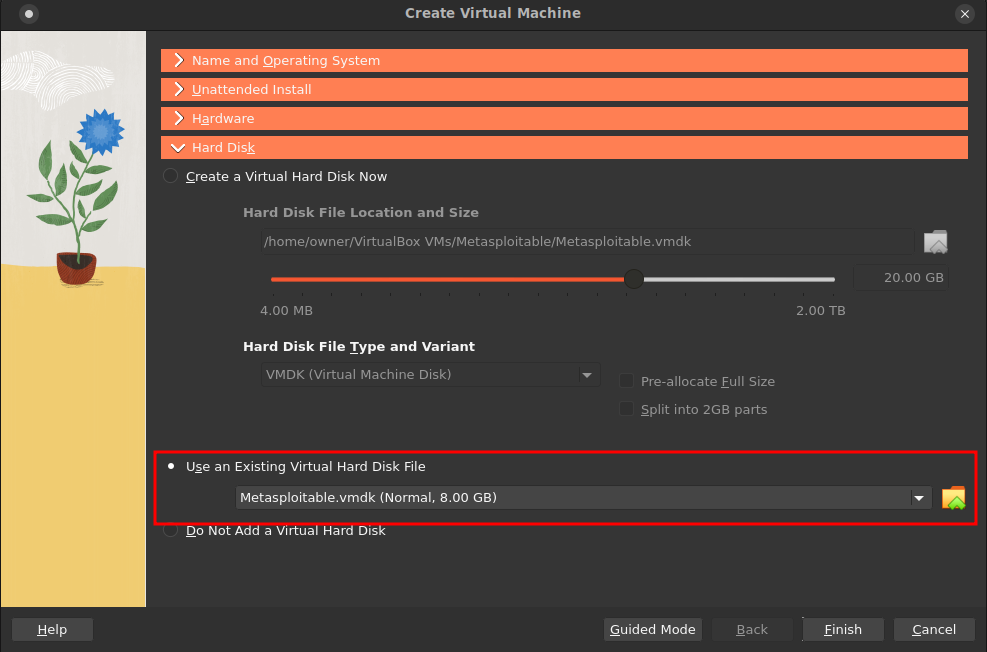 Create Virtual Machine
Name and Operating System
Unattended Install
Hardware
Hard Disk
Create a Virtual Hard Disk Now
Hard Disk File Location and Size
/home/owner/VirtualBox VMs/Metasploitable/Metasploitable.vmdk
20.00 GB
4.00 MB 2.00 TB
Hard Disk File Type and Variant
VMDK (Virtual Machine Disk)
Pre-allocate Full Size
Split into 2GB parts
Use an Existing Virtual Hard Disk File
Metasploitable.vmdk (Normal, 8.00 GB)
Do Not Add a Virtual Hard Disk
Help Guided Mode Back Finish Cancel